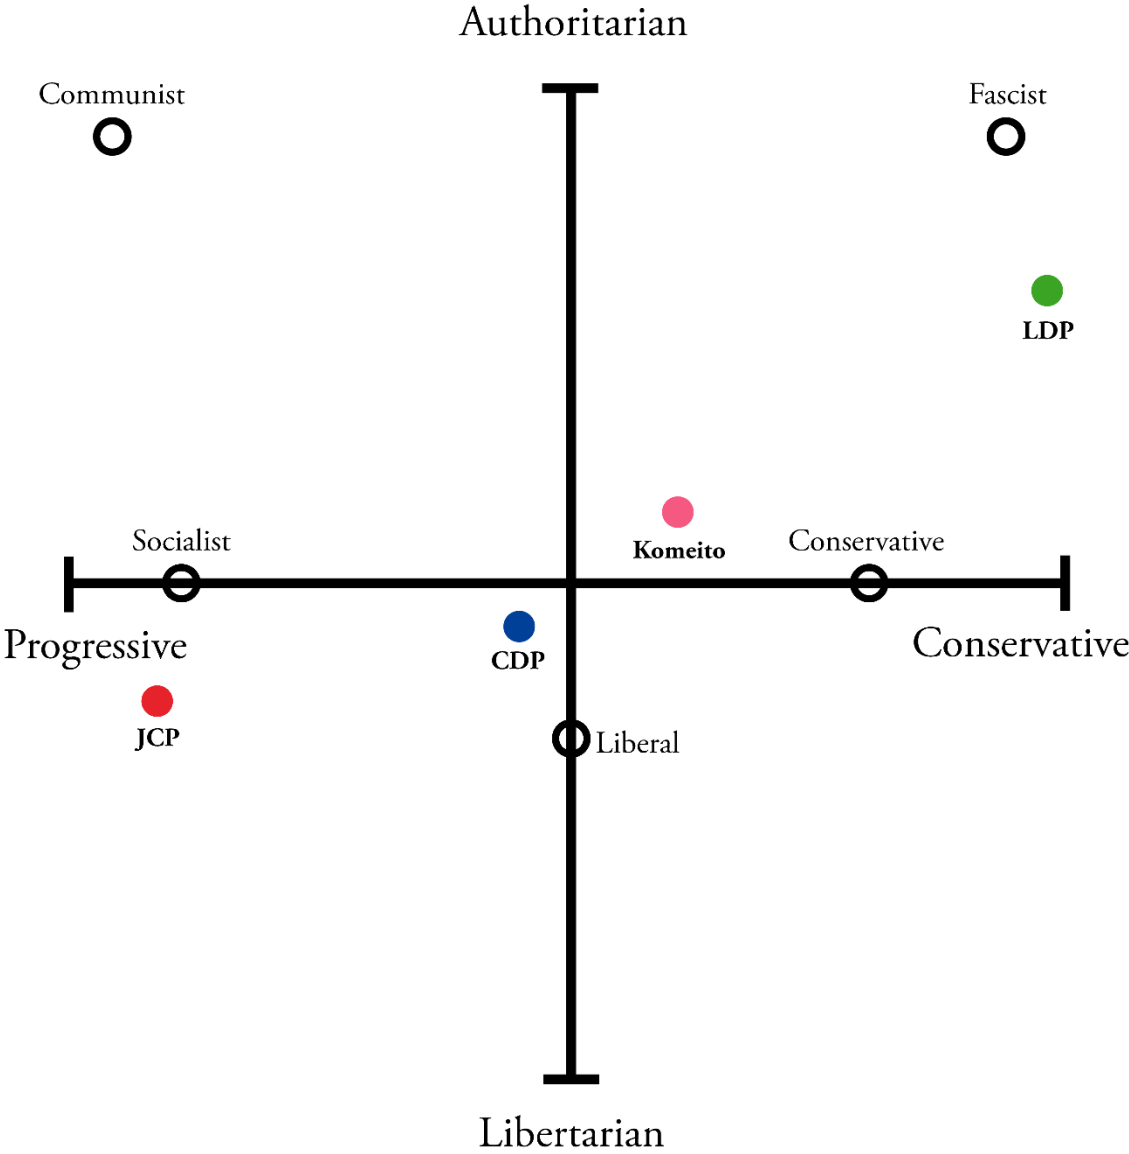 Authoritarian
Communist
Fascist
LDP
Komeito
Socialist
Conservative
Progressive
Conservative
CDP
JCP
Liberal
Libertarian